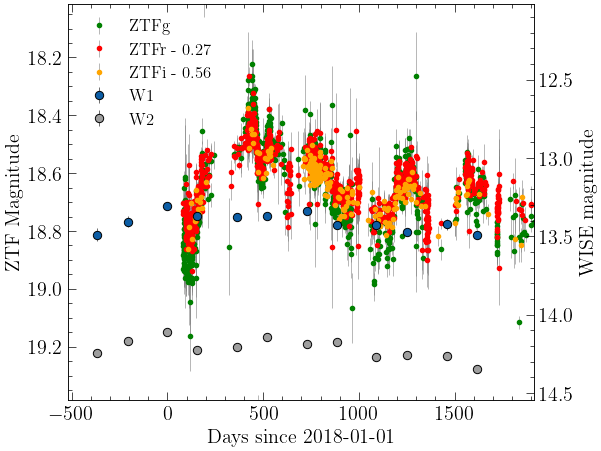 ZTFg
ZTFr - 0.27
ZTFi - 0.56
W1
W2
18.2
18.4
18.6
18.8
19.0
19.2
ZTF Magnitude
12.5
13.0
13.5
14.0
14.5
WISE magnitude
−500 0 500 1000 1500
Days since 2018-01-01